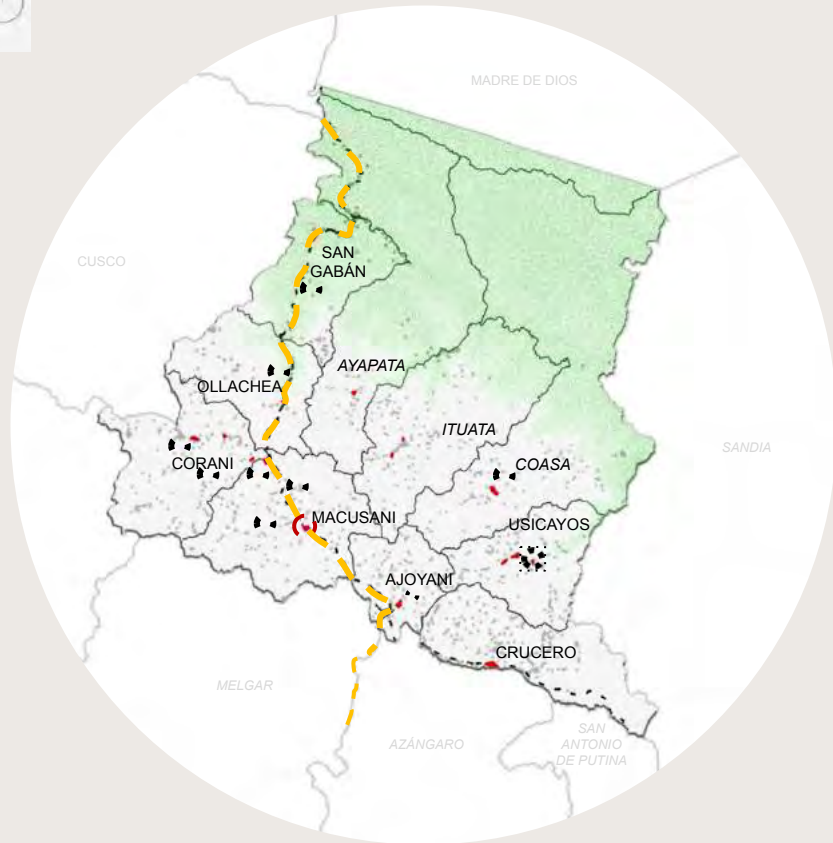 MADRE DE DIOS
CUSCO
SAN
GABÁN
AYAPATA
OLLACHEA
ITUATA
SANDIA
CORANI
COASA
MACUSANI
USICAYOS
AJOYANI
CRUCERO
MELGAR
AZÁNGARO
SAN
ANTONIO
DE PUTINA